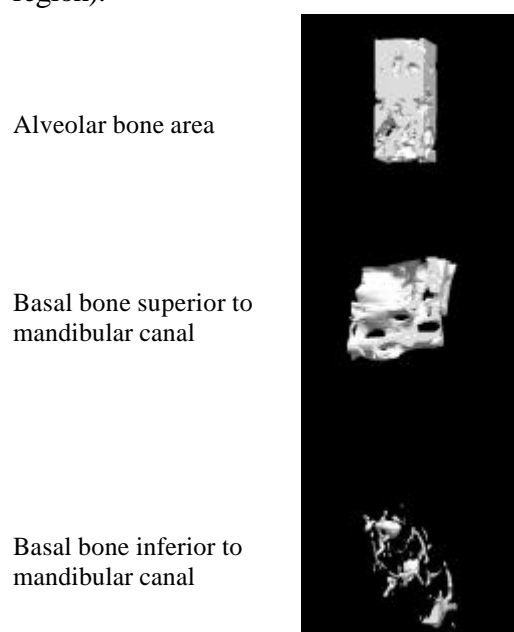 region).
Alveolar bone area
Basal bone superior to
mandibular canal
Basal bone inferior to
mandibular canal